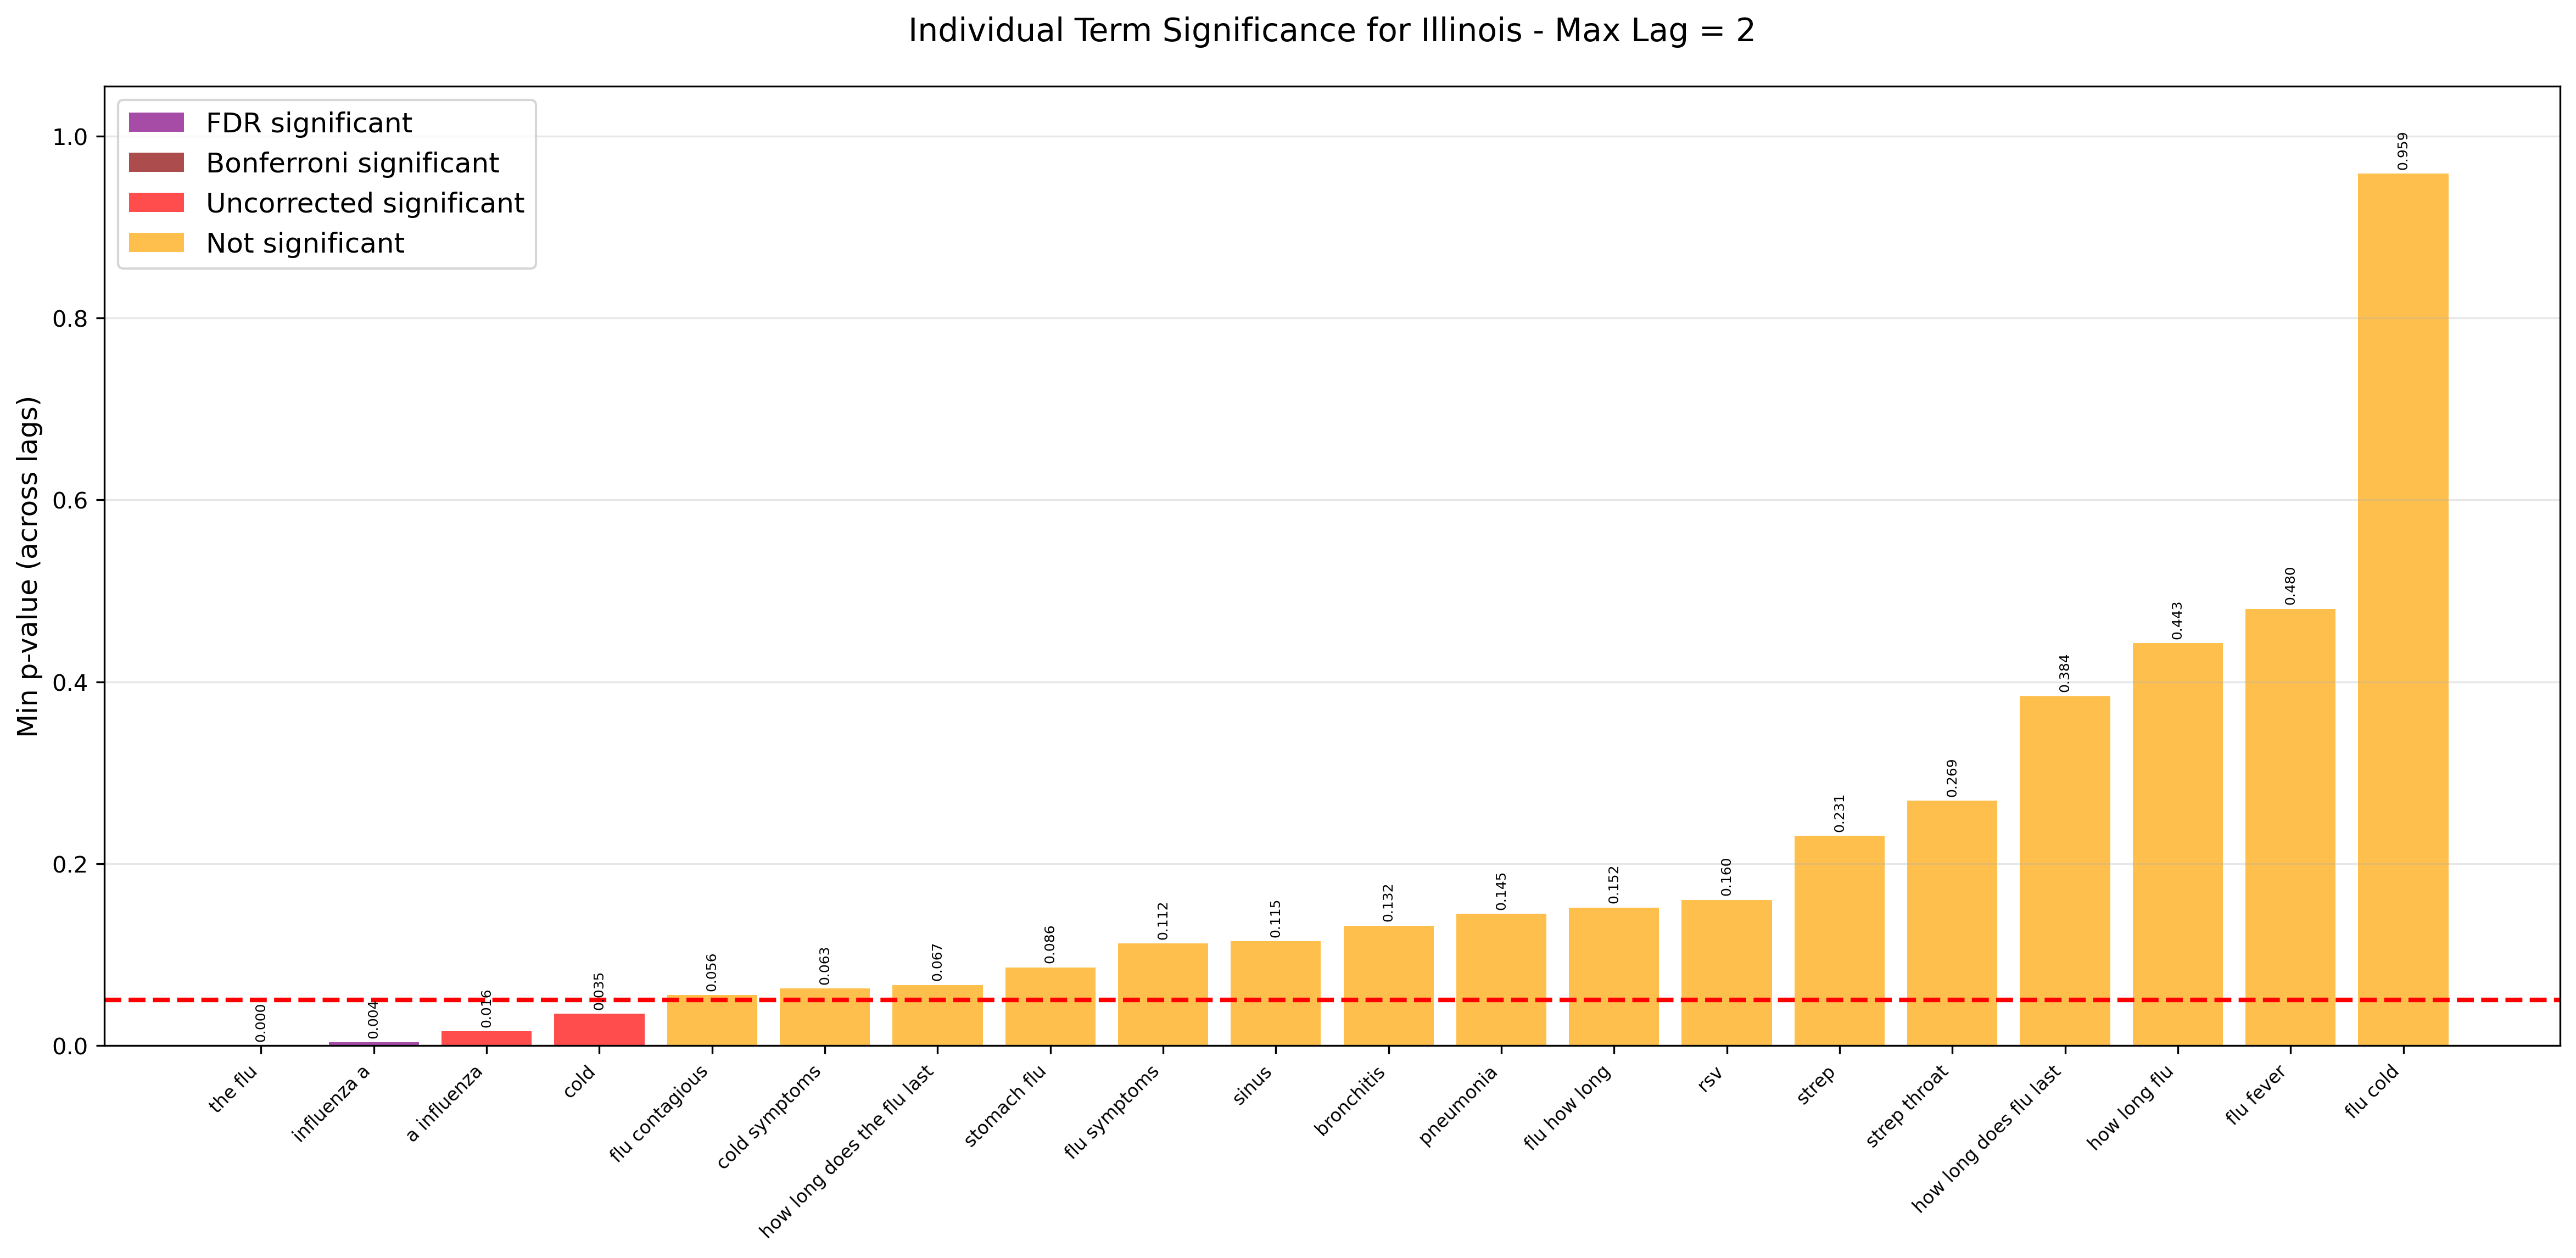 Individual Term Significance for Illinois - Max Lag = 2
FDR significant
Bonferroni significant
Uncorrected significant
Not significant
Min p-value (across lags)
1.0
0.8
0.6
0.4
0.2
0.0
0.000
0.004
0.016
0.035
0.056
0.063
0.067
0.086
0.112
0.115
0.132
0.145
0.152
0.160
0.231
0.269
0.384
0.443
0.480
0.959
the flu
influenza a
a influenza
cold
flu contagious
cold symptoms
how long does the flu last
stomach flu
flu symptoms
sinus
bronchitis
pneumonia
flu how long
rsv
strep
strep throat
how long does flu last
how long flu
flu fever
flu cold